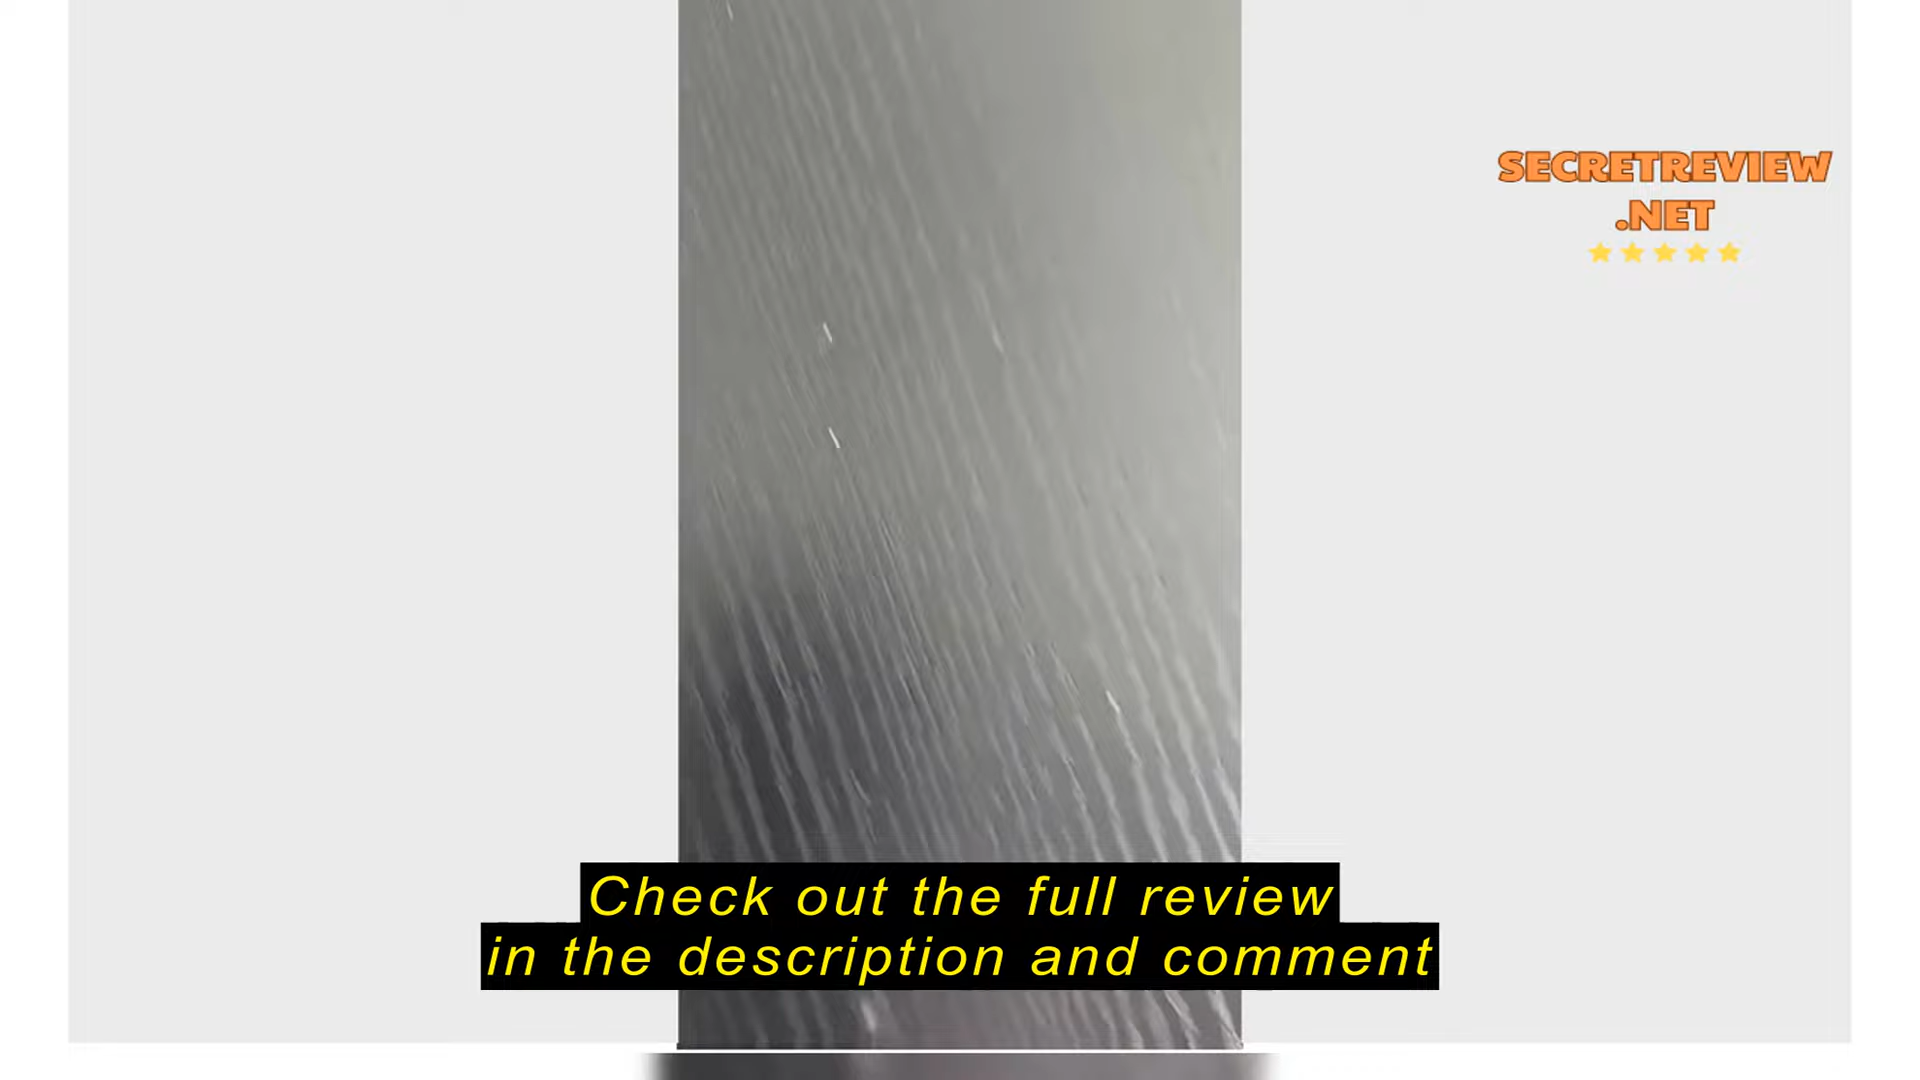 SECRETREVIEW
.NET
Check out the full review
in the description and comment